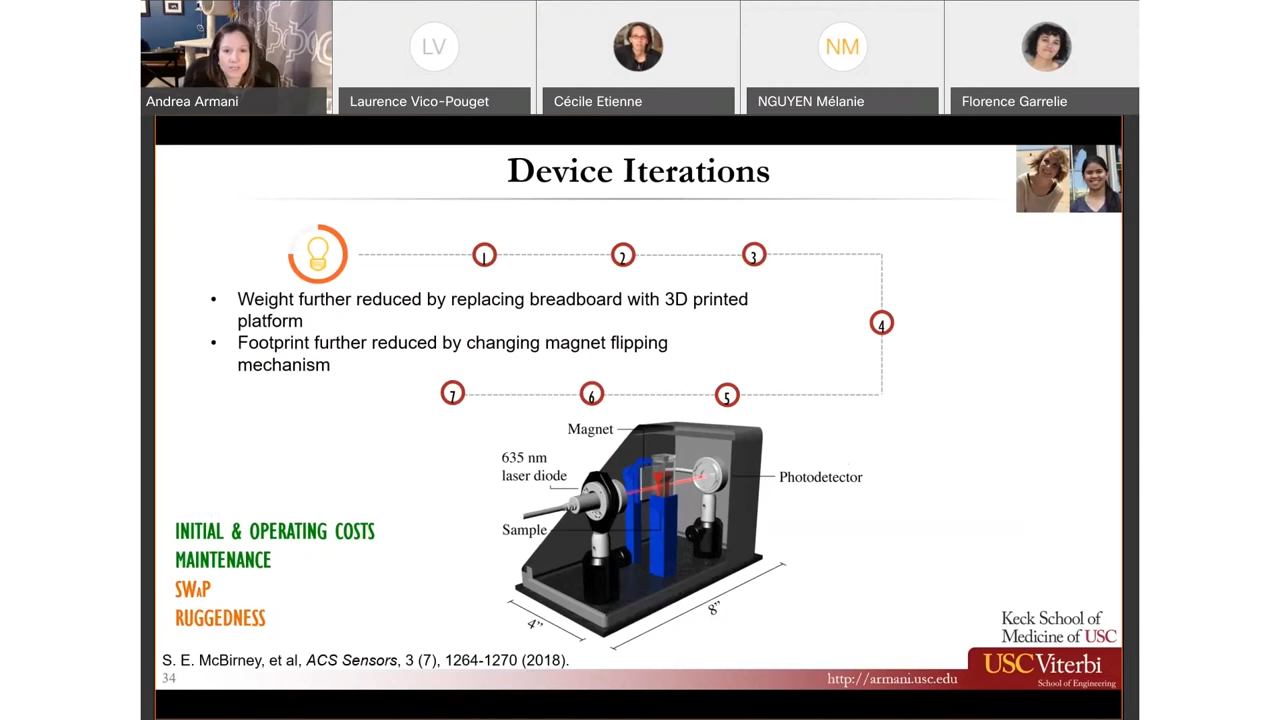 LV
NM
Andrea Armani
Laurence Vico-Pouget
Cécile Etienne
NGUYEN Mélanie
Florence Garrelie
Device Iterations
1
2
3
• Weight further reduced by replacing breadboard with 3D printed
platform
• Footprint further reduced by changing magnet flipping
mechanism
4
7
6
5
Magnet
635 nm
laser diode
Photodetector
Sample
4”
8”
INITIAL & OPERATING COSTS
MAINTENANCE
SWAP
RUGGEDNESS
S. E. McBirney, et al, ACS Sensors, 3 (7), 1264-1270 (2018).
34
http://armani.usc.edu
Keck School of
Medicine of USC
USC Viterbi
School of Engineering